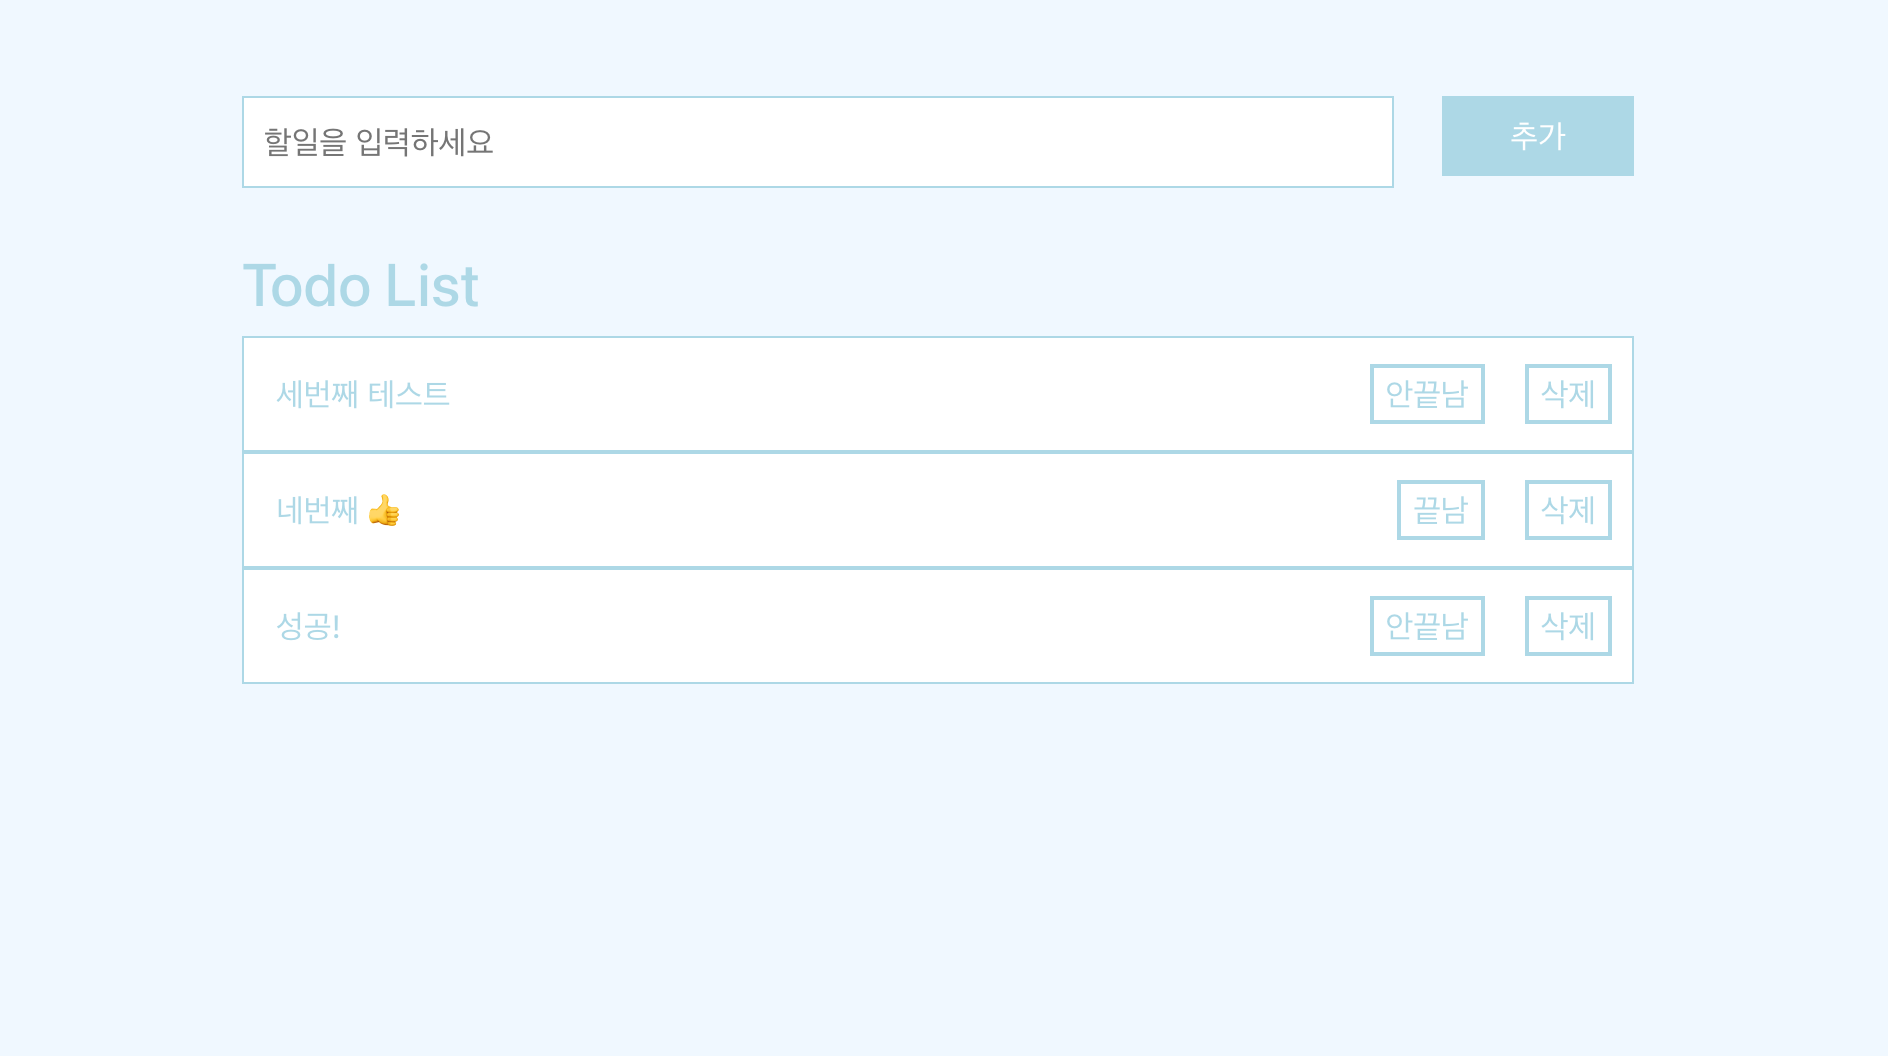 할일을 입력하세요 추가
Todo List
세번째 테스트 안끝남 삭제
네번째 👍 끝남 삭제
성공! 안끝남 삭제